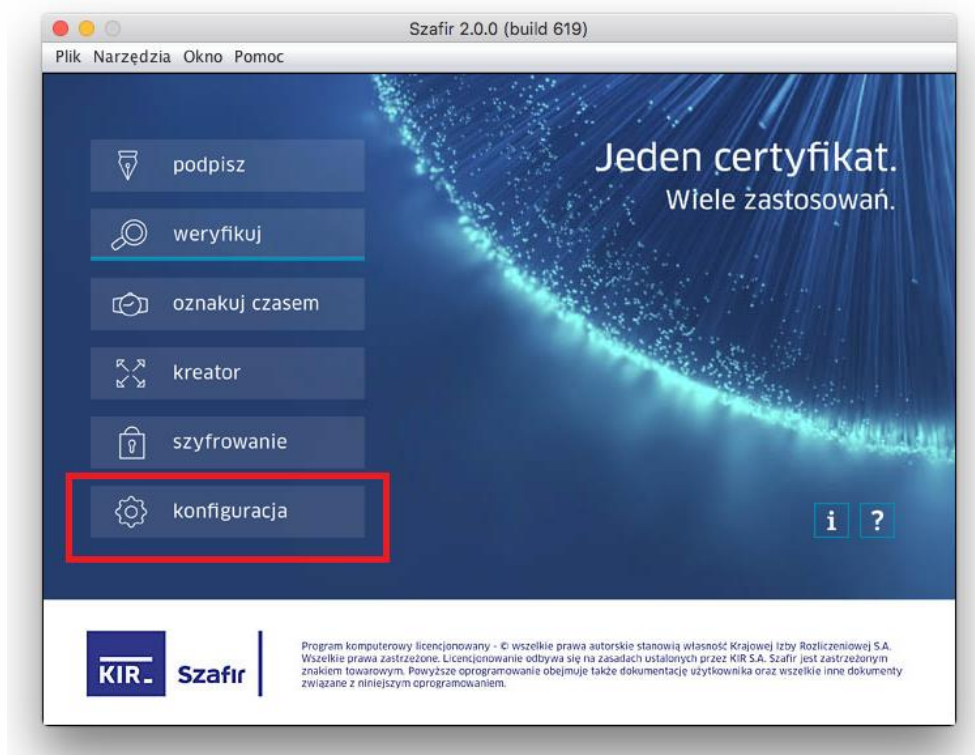 Szafir 2.0.0 (build 619)
Plik Narzędzia Okno Pomoc
podpisz
weryfikuj
oznakuj czasem
kreator
szyfrowanie
konfiguracja
Jeden certyfikat.
Wiele zastosowań.
i ?
KIR_ Szafır
Program komputerowy licencjonowany - © wszelkie prawa autorskie stanowią własność Krajowej Izby Rozliczeniowej S.A.
Wszelkie prawa zastrzeżone. Licencjonowanie odbywa się na zasadach ustalonych przez KIR S.A. Szafir jest zastrzeżonym
znakiem towarowym. Powyższe oprogramowanie obejmuje także dokumentację użytkownika oraz wszelkie inne dokumenty
związane z niniejszym oprogramowaniem.